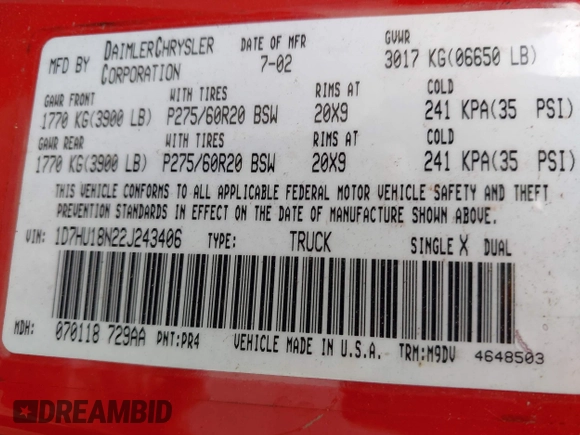 MFD BY DAIMLERCHRYSLER CORPORATION
DATE OF MFR 7-02
GVWR 3017 KG(06650 LB)
GAWR FRONT WITH TIRES RIMS AT COLD
1770 KG(3900 LB) P275/60R20 BSW 20X9 241 KPA(35 PSI)
GAWR REAR WITH TIRES RIMS AT COLD
1770 KG(3900 LB) P275/60R20 BSW 20X9 241 KPA(35 PSI)
THIS VEHICLE CONFORMS TO ALL APPLICABLE FEDERAL MOTOR VEHICLE SAFETY AND THEFT
PREVENTION STANDARDS IN EFFECT ON THE DATE OF MANUFACTURE SHOWN ABOVE.
VIN: 1D7HU18N22J243406 TYPE: TRUCK SINGLE X DUAL
MDH: 070118 729AA PNT:PR4 VEHICLE MADE IN U.S.A. TRM:M9DV 4648503
DREAMBID